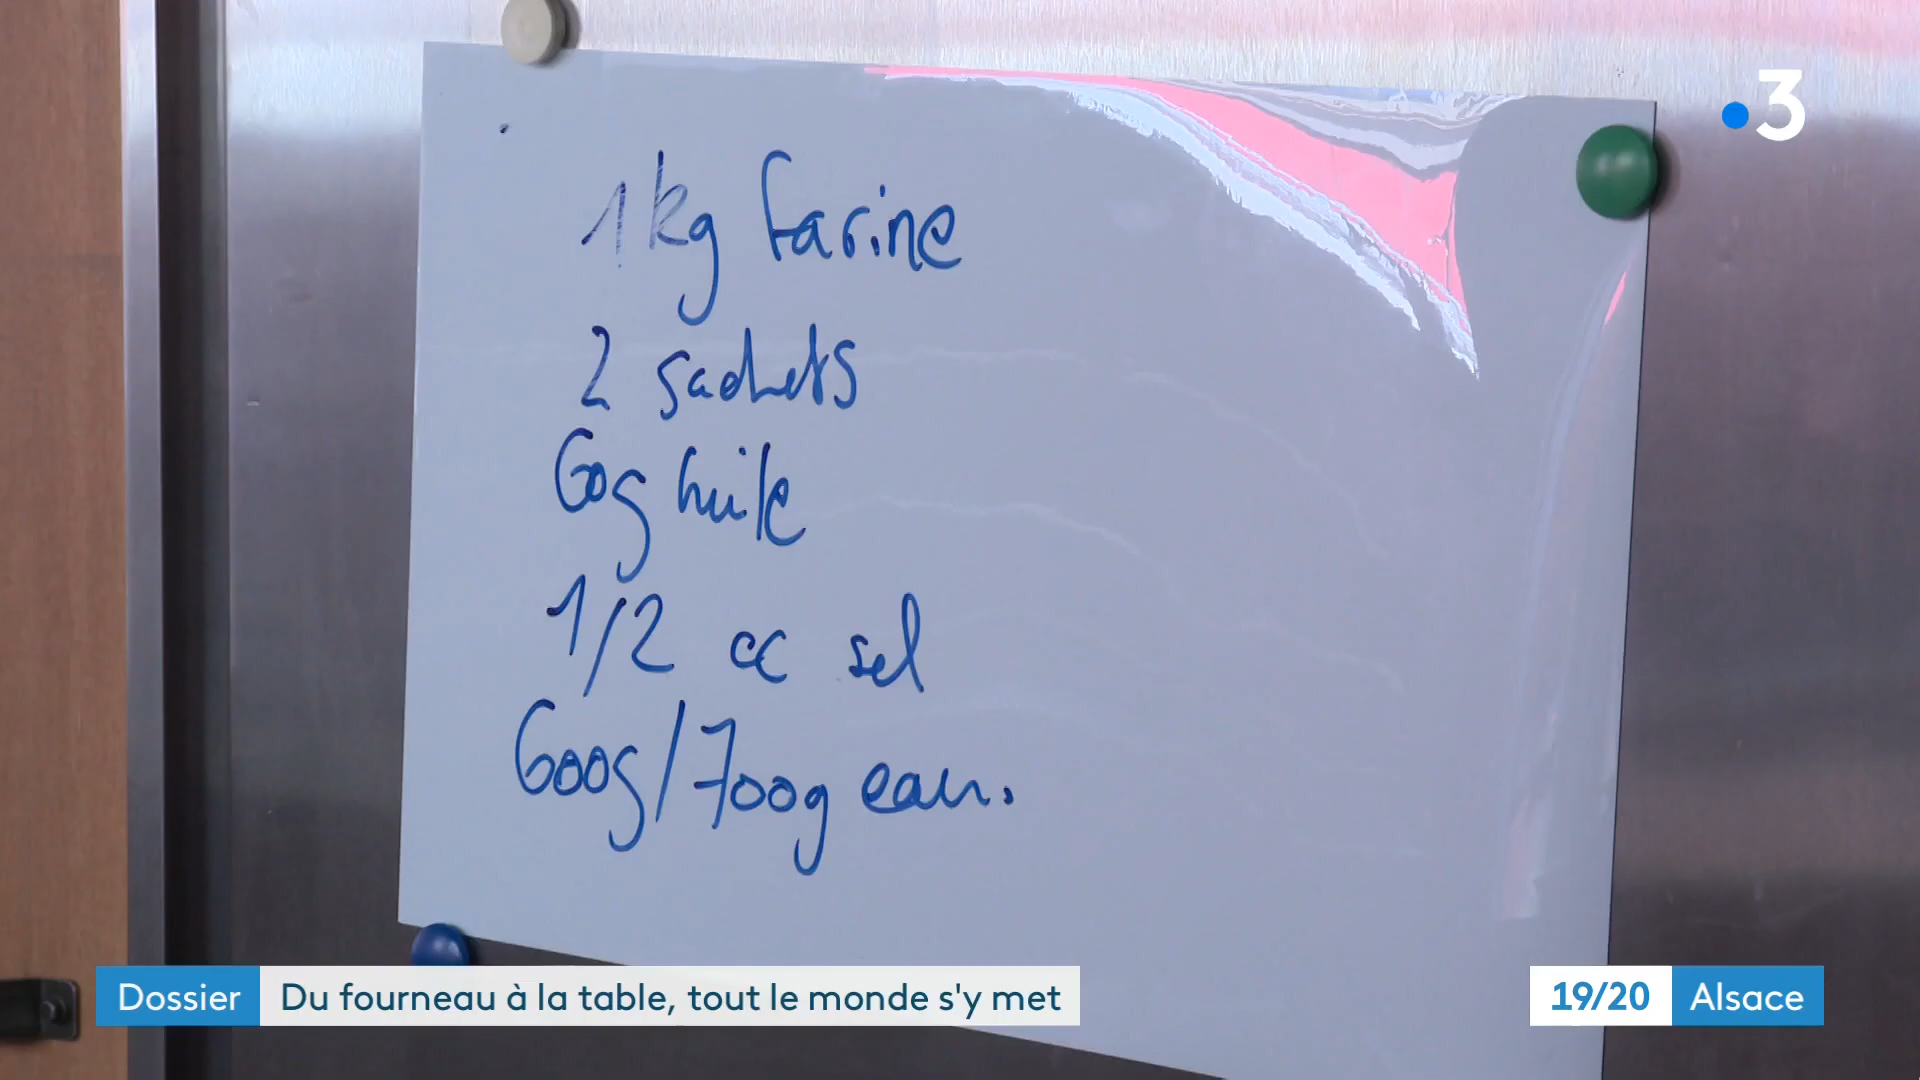 3
1kg farine
2 sachets
60g huile
1/2 cc sel
600g/700g eau.
Dossier Du fourneau à la table, tout le monde s'y met
19/20 Alsace